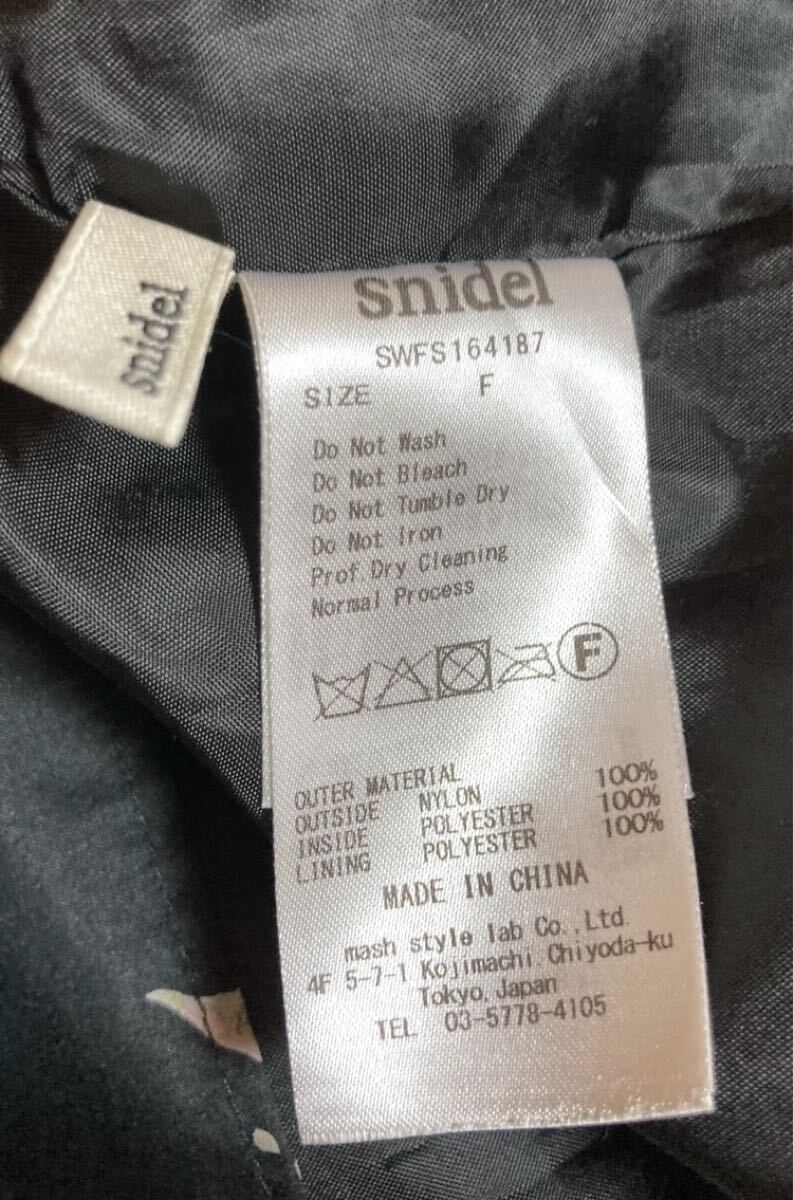 snidel
snidel
SWFS164187
SIZE F
Do Not Wash
Do Not Bleach
Do Not Tumble Dry
Do Not Iron
Prof.Dry Cleaning
Normal Process
F
OUTER MATERIAL
OUTSIDE NYLON 100%
INSIDE POLYESTER 100%
LINING POLYESTER 100%
MADE IN CHINA
mash style lab Co.,Ltd.
4F 5-7-1 Kojimachi,Chiyoda-ku
Tokyo,Japan
TEL 03-5778-4105